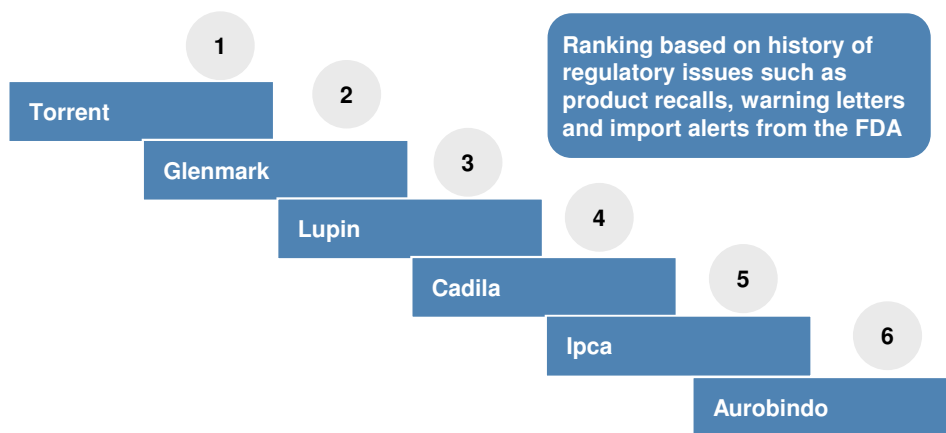 1
Ranking based on history of
regulatory issues such as
product recalls, warning letters
and import alerts from the FDA
Torrent
2
Glenmark
3
Lupin
4
Cadila
5
Ipca
6
Aurobindo